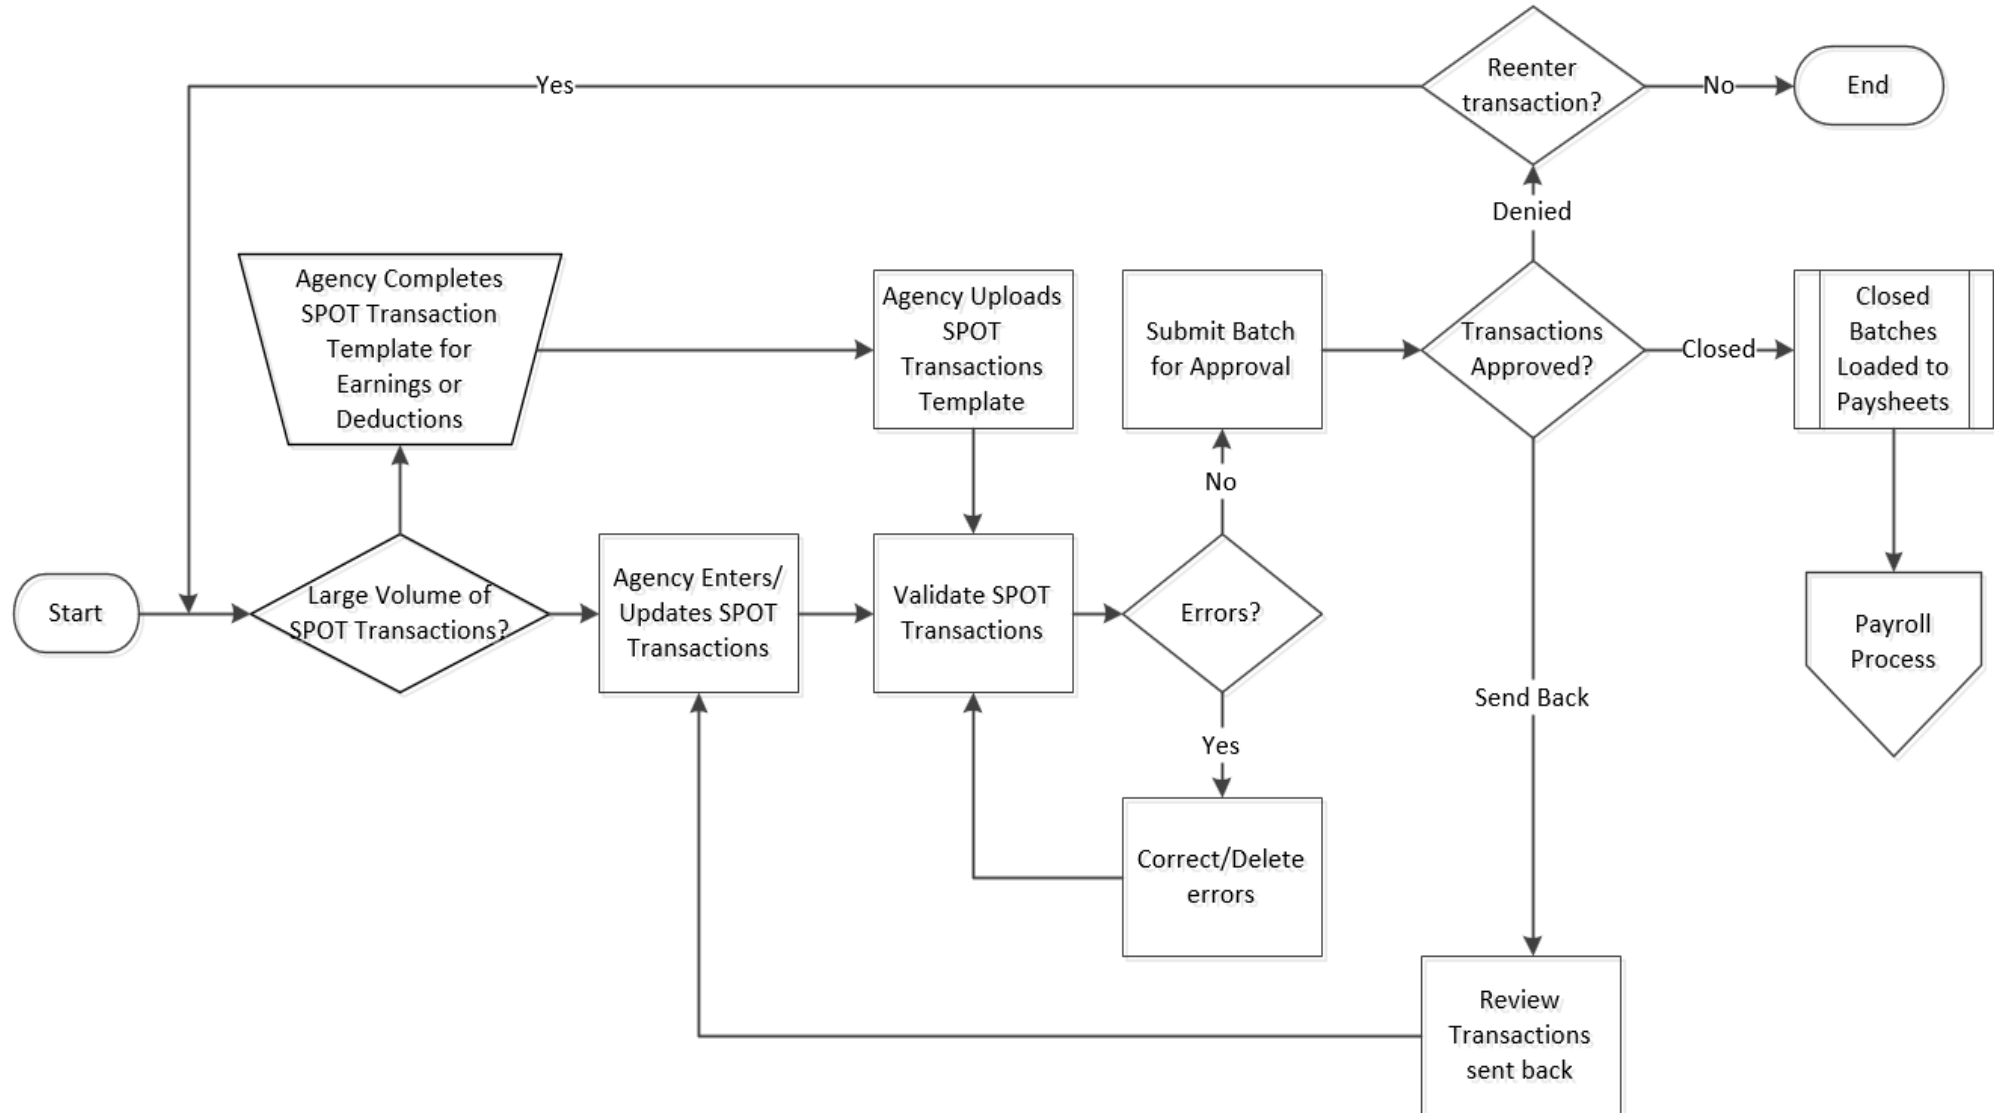 Reenter
transaction?
Yes
No
End
Denied
Agency Completes
SPOT Transaction
Template for
Earnings or
Deductions
Agency Uploads
SPOT
Transactions
Template
Submit Batch
for Approval
Transactions
Approved?
Closed
Closed
Batches
Loaded to
Paysheets
No
Start
Large Volume of
SPOT Transactions?
Agency Enters/
Updates SPOT
Transactions
Validate SPOT
Transactions
Errors?
Payroll
Process
Send Back
Yes
Correct/Delete
errors
Review
Transactions
sent back